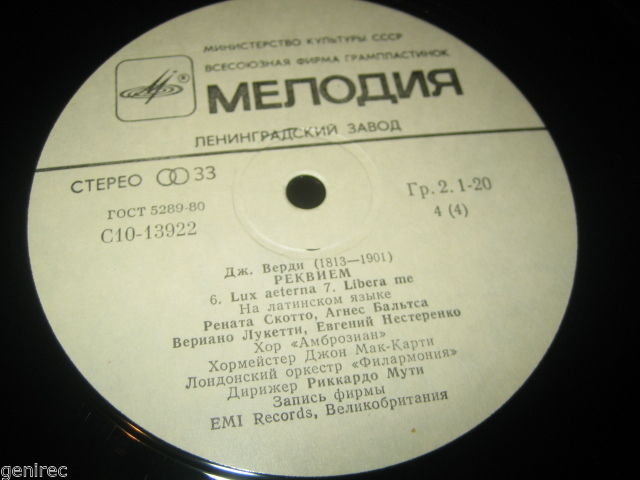 МИНИСТЕРСТВО КУЛЬТУРЫ СССР
ВСЕСОЮЗНАЯ ФИРМА ГРАМПЛАСТИНОК
МЕЛОДИЯ
ЛЕНИНГРАДСКИЙ ЗАВОД
СТЕРЕО 33
Гр. 2. 1-20
ГОСТ 5289-80
4 (4)
С10-13922
Дж. Верди (1813—1901)
РЕКВИЕМ
6. Lux aeterna 7. Libera me
На латинском языке
Рената Скотто, Агнес Бальтса
Вериано Лукетти, Евгений Нестеренко
Хор «Амброзиан»
Хормейстер Джон Мак-Карти
Лондонский оркестр «Филармония»
Дирижер Риккардо Мути
Запись фирмы
EMI Records, Великобритания
genirec